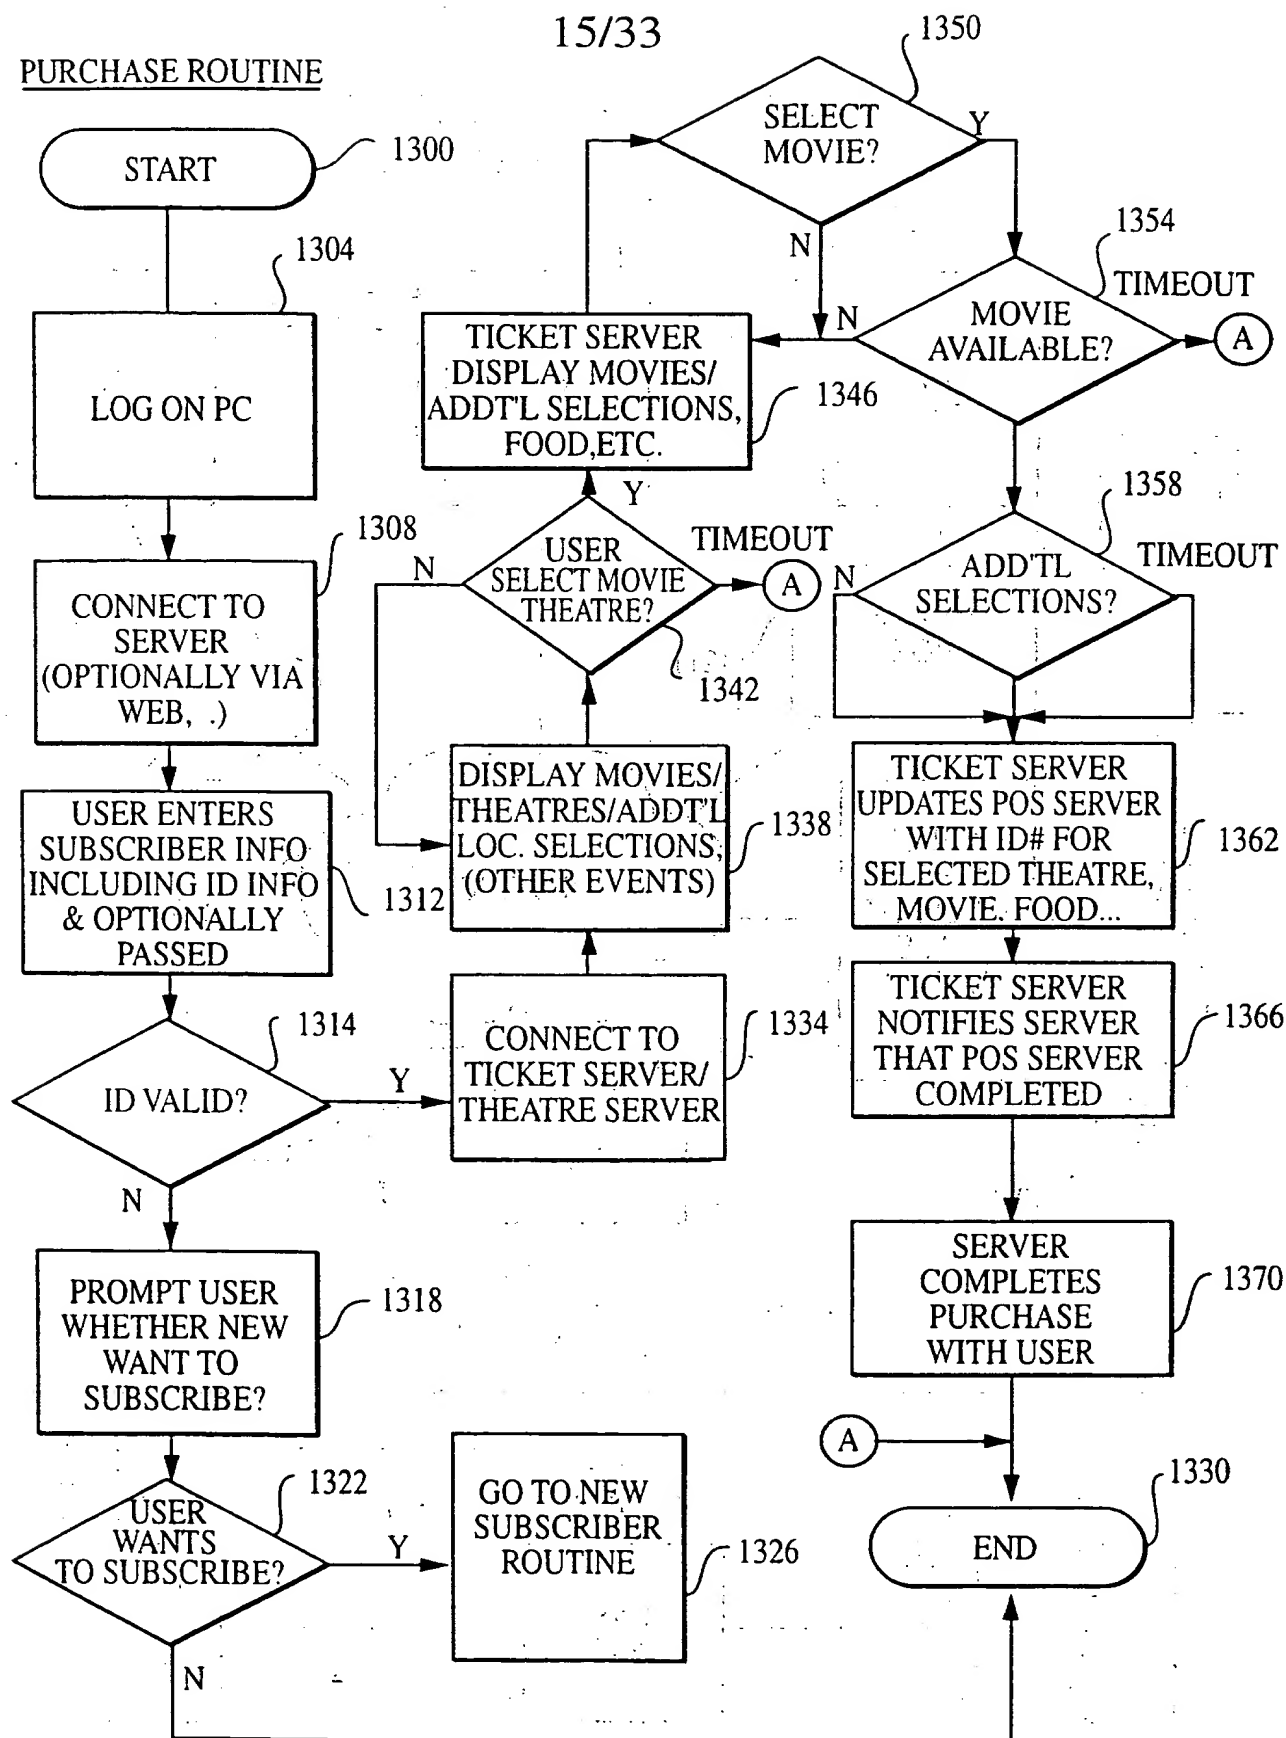 15/33
PURCHASE ROUTINE
START
1300
1304
LOG ON PC
1308
CONNECT TO
SERVER
(OPTIONALLY VIA
WEB, .)
USER ENTERS
SUBSCRIBER INFO
INCLUDING ID INFO
& OPTIONALLY
PASSED
1312
1314
ID VALID?
Y
N
PROMPT USER
WHETHER NEW
WANT TO
SUBSCRIBE?
1318
1322
USER
WANTS
TO SUBSCRIBE?
Y
N
GO TO NEW
SUBSCRIBER
ROUTINE
1326
CONNECT TO
TICKET SERVER/
THEATRE SERVER
1334
DISPLAY MOVIES/
THEATRES/ADDT'L
LOC. SELECTIONS,
(OTHER EVENTS)
1338
USER
SELECT MOVIE
THEATRE?
1342
N
Y
TIMEOUT
A
TICKET SERVER
DISPLAY MOVIES/
ADDT'L SELECTIONS,
FOOD,ETC.
1346
1350
SELECT
MOVIE?
Y
N
1354
MOVIE
AVAILABLE?
N
TIMEOUT
A
1358
ADD'TL
SELECTIONS?
N
TIMEOUT
TICKET SERVER
UPDATES POS SERVER
WITH ID# FOR
SELECTED THEATRE,
MOVIE. FOOD...
1362
TICKET SERVER
NOTIFIES SERVER
THAT POS SERVER
COMPLETED
1366
SERVER
COMPLETES
PURCHASE
WITH USER
1370
A
1330
END